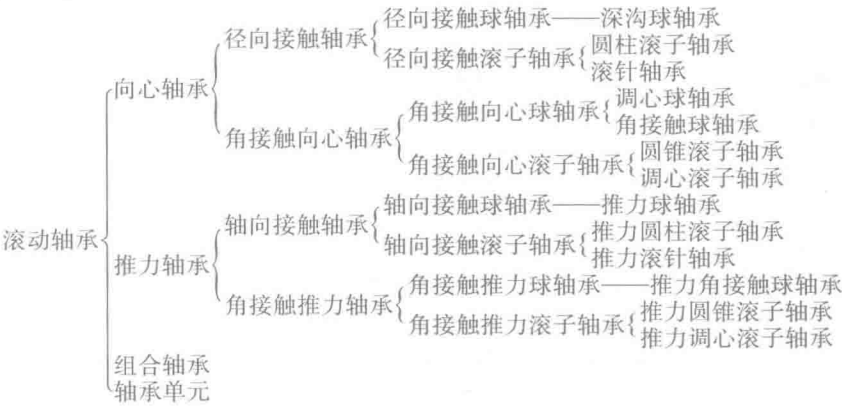 滚动轴承
向心轴承
径向接触轴承
径向接触球轴承——深沟球轴承
径向接触滚子轴承
圆柱滚子轴承
滚针轴承
角接触向心轴承
角接触向心球轴承
调心球轴承
角接触球轴承
角接触向心滚子轴承
圆锥滚子轴承
调心滚子轴承
推力轴承
轴向接触轴承
轴向接触球轴承——推力球轴承
轴向接触滚子轴承
推力圆柱滚子轴承
推力滚针轴承
角接触推力轴承
角接触推力球轴承——推力角接触球轴承
角接触推力滚子轴承
推力圆锥滚子轴承
推力调心滚子轴承
组合轴承
轴承单元